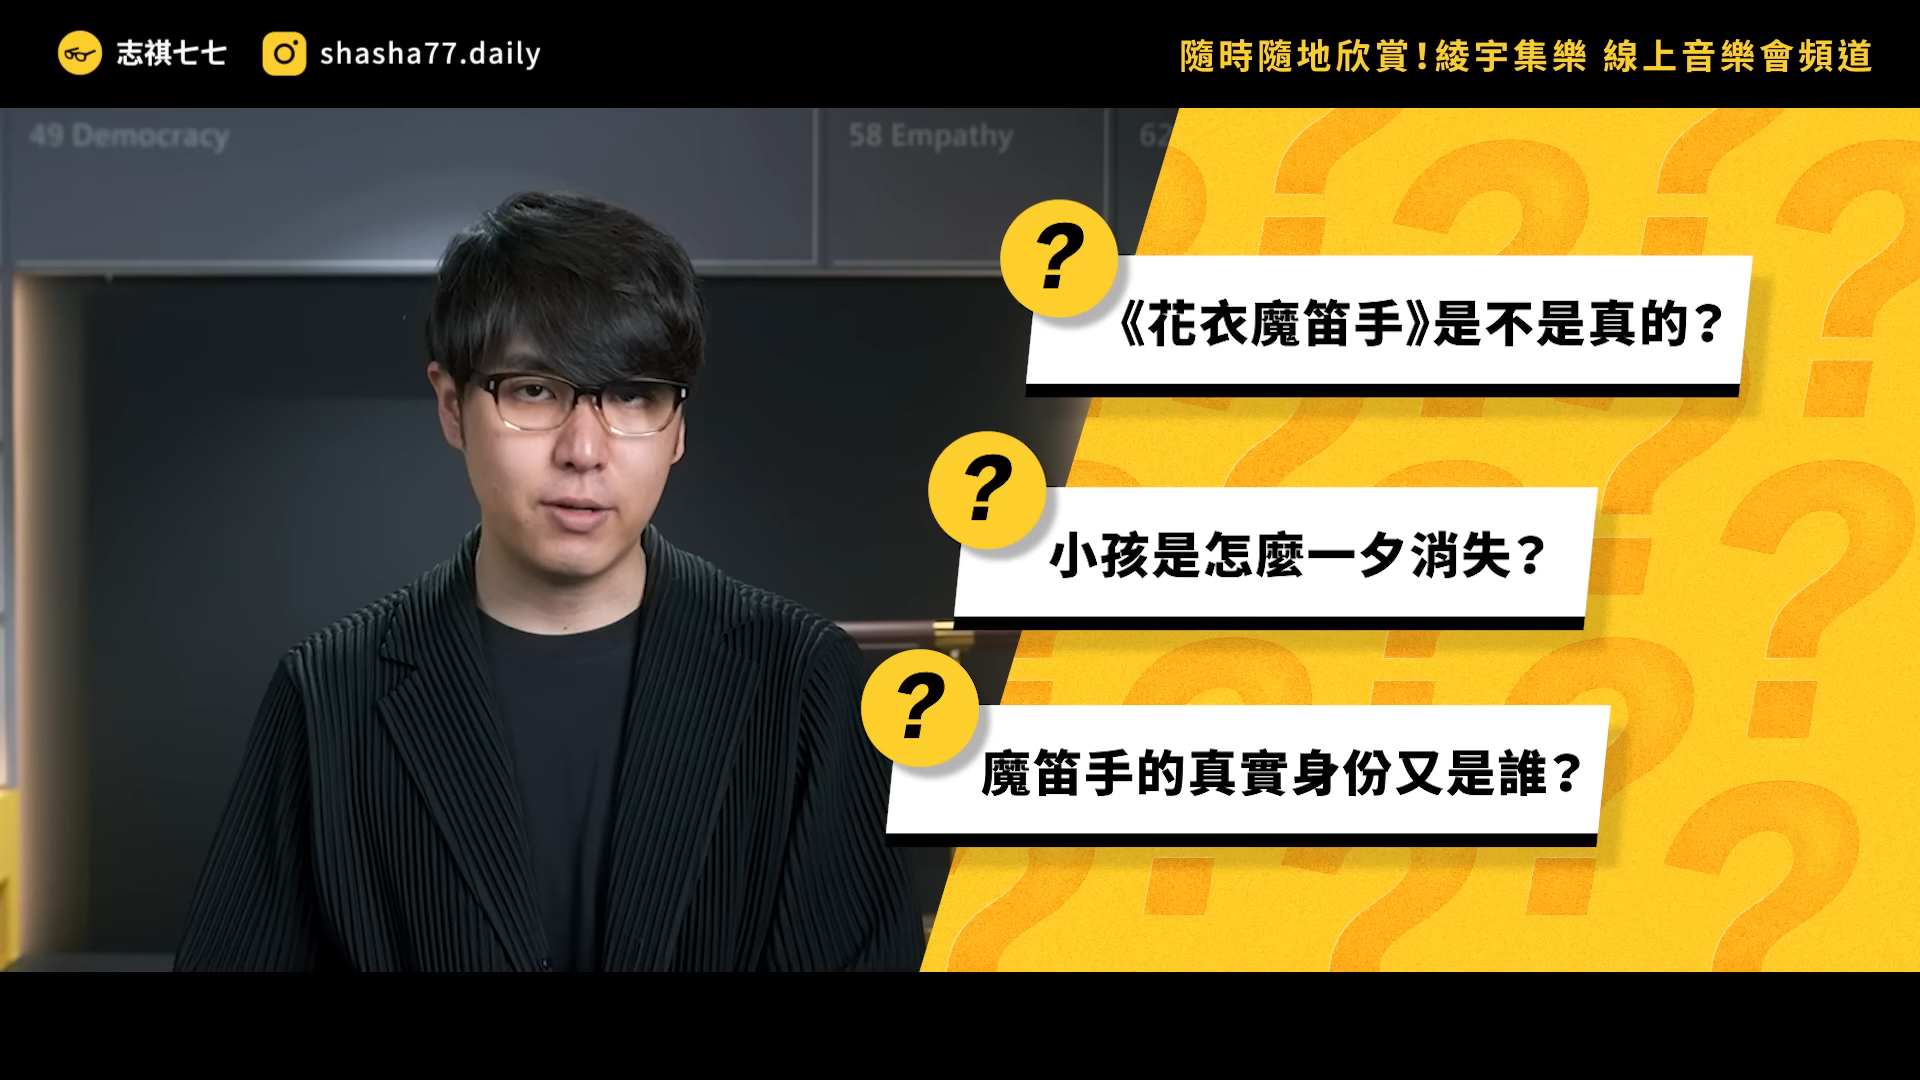 志祺七七
shasha77.daily
隨時隨地欣賞！綾宇集樂 線上音樂會頻道
49 Democracy
58 Empathy
62
?
《花衣魔笛手》是不是真的？
?
小孩是怎麼一夕消失？
?
魔笛手的真實身份又是誰？